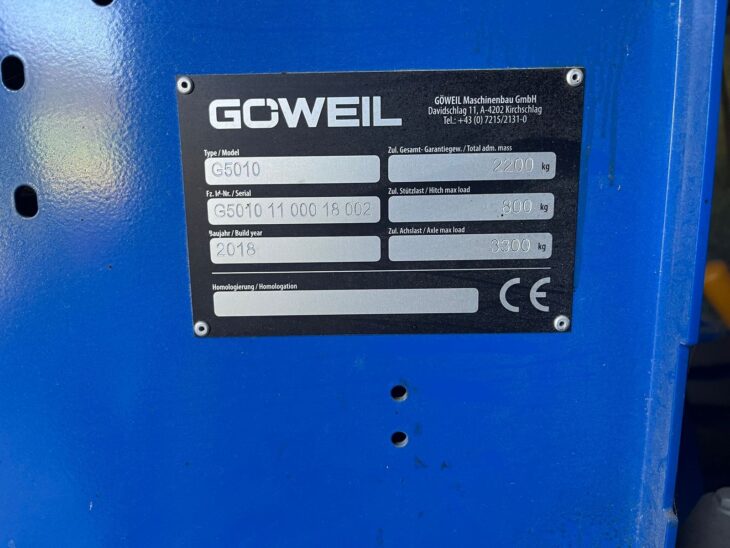 GÖWEIL
GÖWEIL Maschinenbau GmbH
Davidschlag 11, A-4202 Kirchschlag
Tel.: +43 (0) 7215/2131-0
Type / Model
G5010
Zul. Gesamt- Garantiegew. / Total adm. mass
2200 kg
Fz. Id-Nr. / Serial
G5010 11 000 18 002
Zul. Stützlast / Hitch max load
800 kg
Baujahr / Build year
2018
Zul. Achslast / Axle max load
3300 kg
Homologierung / Homologation
CE